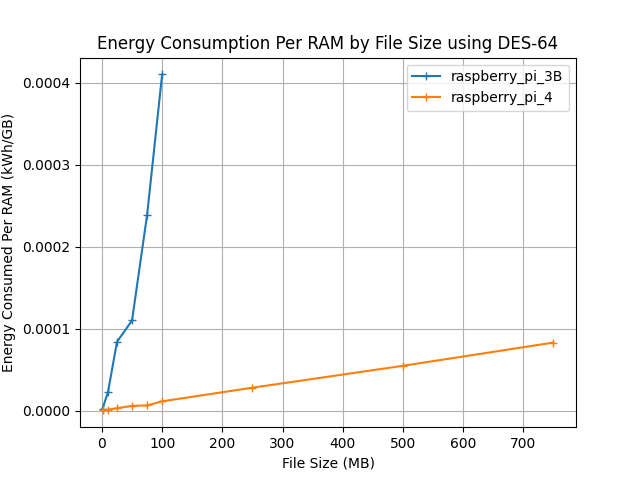 Energy Consumption Per RAM by File Size using DES-64
raspberry_pi_3B
raspberry_pi_4
Energy Consumed Per RAM (kWh/GB)
0.0004
0.0003
0.0002
0.0001
0.0000
0 100 200 300 400 500 600 700
File Size (MB)